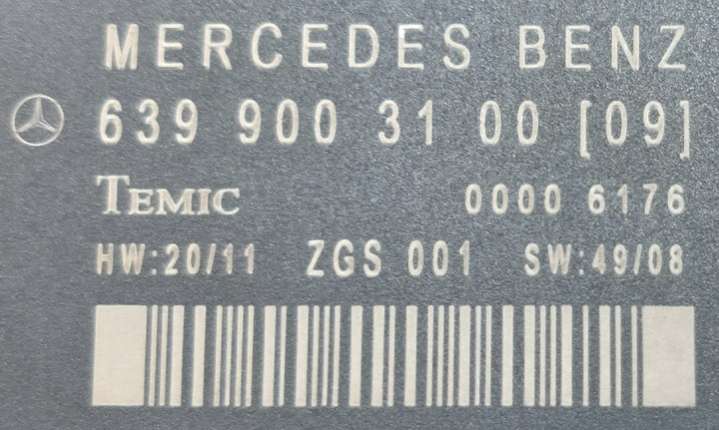 MERCEDES BENZ
639 900 31 00 [09]
TEMIC 0000 6176
HW:20/11 ZGS 001 SW:49/08